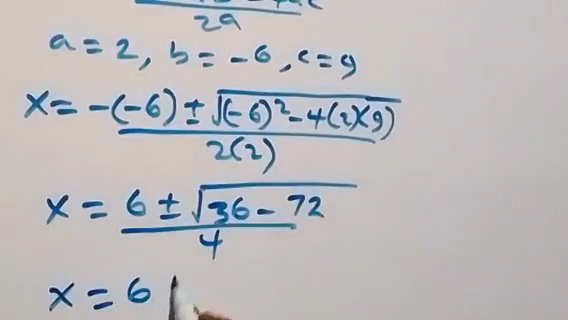 2a
a = 2, b = -6, c = 9
x = -(-6) ± √(-6)² - 4(2)(9)
2(2)
x = 6 ± √36 - 72
4
x = 6